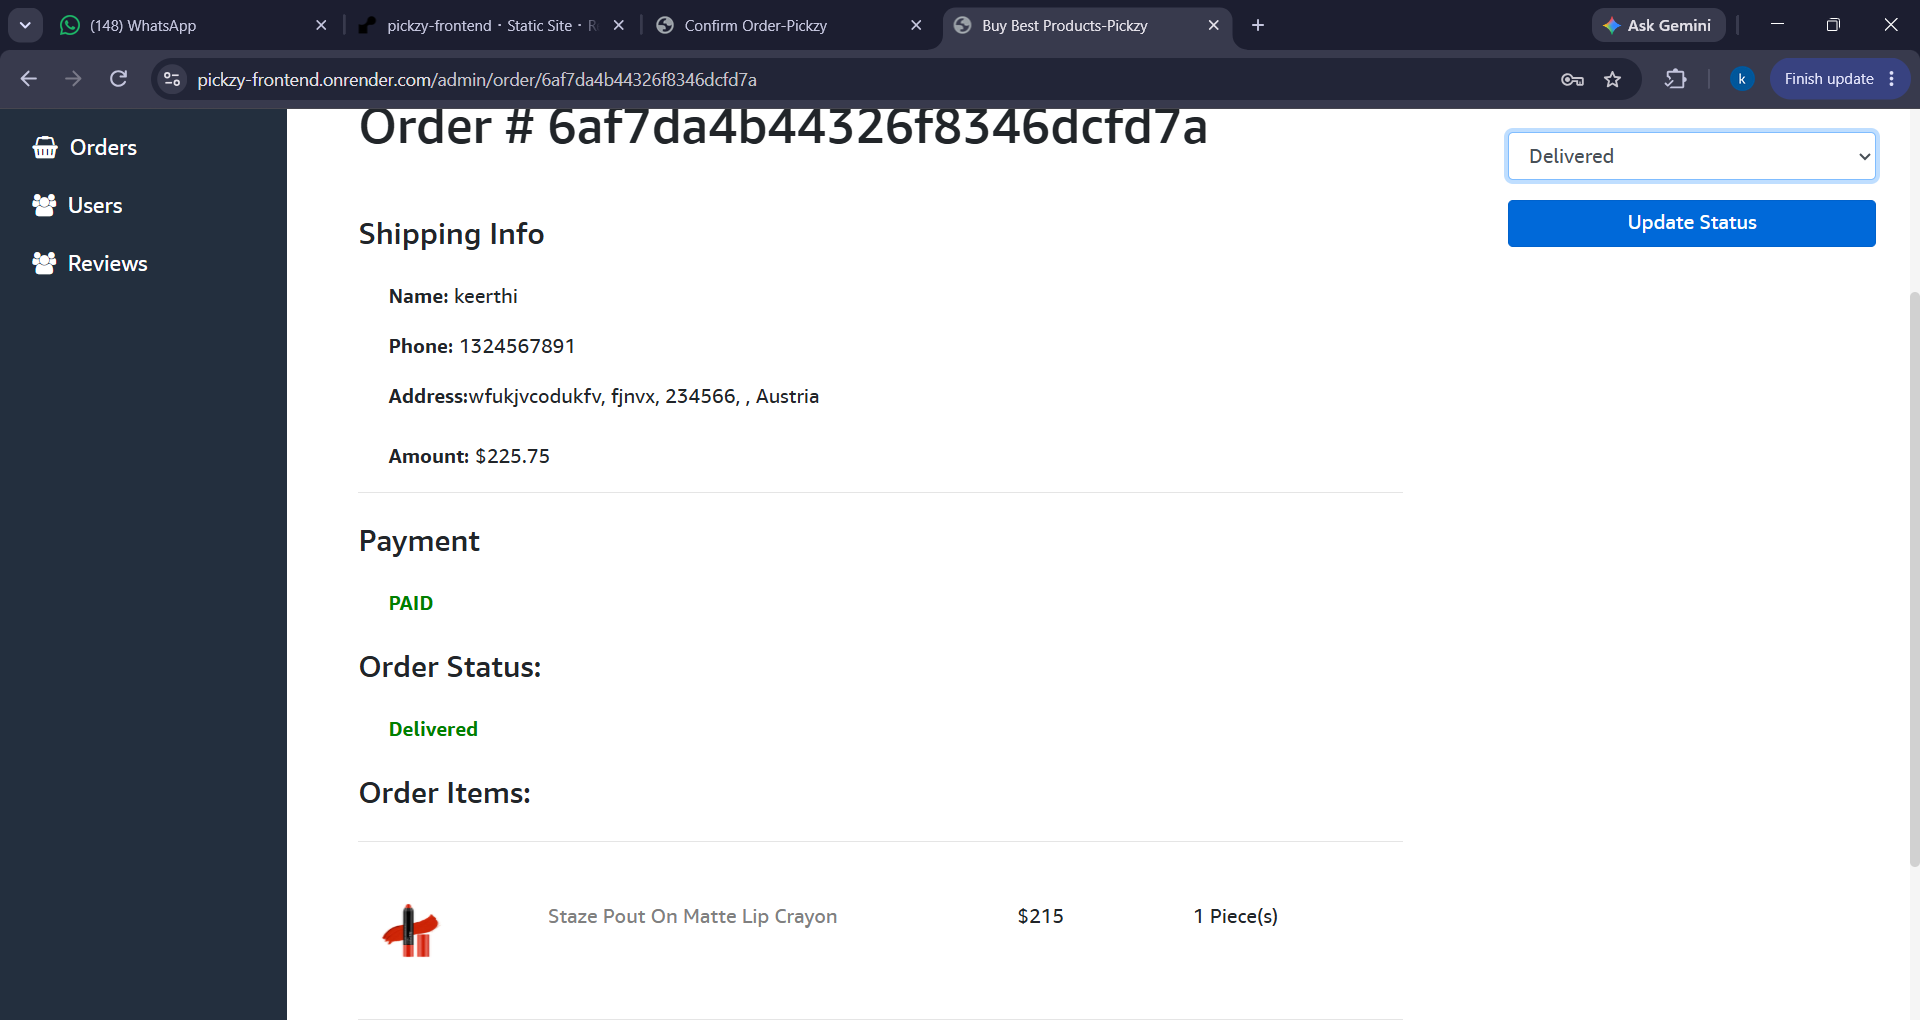 (148) WhatsApp
pickzy-frontend · Static Site ·
Confirm Order-Pickzy
Buy Best Products-Pickzy
Ask Gemini
pickzy-frontend.onrender.com/admin/order/6af7da4b44326f8346dcfd7a
k
Finish update
Orders
Users
Reviews
Order # 6af7da4b44326f8346dcfd7a
Delivered
Update Status
Shipping Info
Name: keerthi
Phone: 1324567891
Address:wfukjvcodukfv, fjnvx, 234566, , Austria
Amount: $225.75
Payment
PAID
Order Status:
Delivered
Order Items:
Staze Pout On Matte Lip Crayon
$215
1 Piece(s)